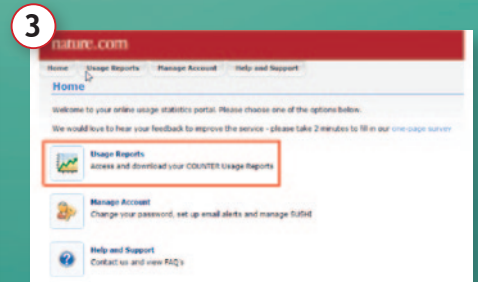 3
nature.com
Home Usage Reports Manage Account Help and Support
Home
Welcome to your online usage statistics portal. Please choose one of the options below.
We would love to hear your feedback to improve the service - please take 2 minutes to fill in our one-page survey
Usage Reports
Access and download your COUNTER Usage Reports
Manage Account
Change your password, set up email alerts and manage SUSHI
Help and Support
Contact us and view FAQ's